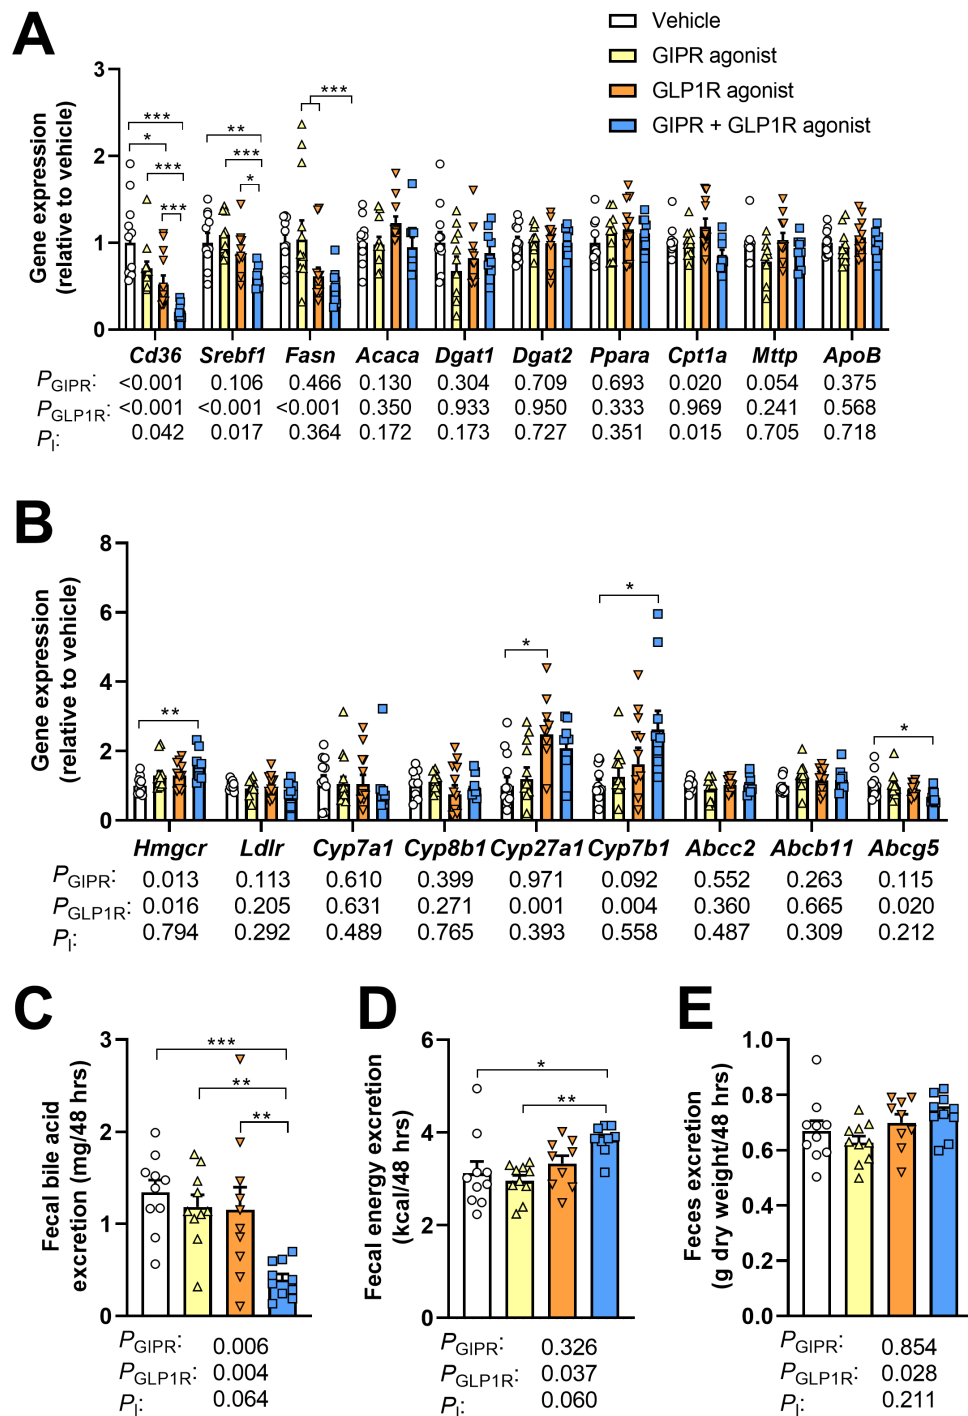 A
Vehicle
GIPR agonist
GLP1R agonist
GIPR + GLP1R agonist
Gene expression
(relative to vehicle)
3
2
1
0
*** * *** *** ** *** * ***
Cd36 Srebf1 Fasn Acaca Dgat1 Dgat2 Ppara Cpt1a Mttp ApoB
PGIPR: <0.001 0.106 0.466 0.130 0.304 0.709 0.693 0.020 0.054 0.375
PGLP1R: <0.001 <0.001 <0.001 0.350 0.933 0.950 0.333 0.969 0.241 0.568
PI: 0.042 0.017 0.364 0.172 0.173 0.727 0.351 0.015 0.705 0.718
B
Gene expression
(relative to vehicle)
8
6
4
2
0
** * * *
Hmgcr Ldlr Cyp7a1 Cyp8b1 Cyp27a1 Cyp7b1 Abcc2 Abcb11 Abcg5
PGIPR: 0.013 0.113 0.610 0.399 0.971 0.092 0.552 0.263 0.115
PGLP1R: 0.016 0.205 0.631 0.271 0.001 0.004 0.360 0.665 0.020
PI: 0.794 0.292 0.489 0.765 0.393 0.558 0.487 0.309 0.212
C
Fecal bile acid
excretion (mg/48 hrs)
3
2
1
0
***
**
**
PGIPR: 0.006
PGLP1R: 0.004
PI: 0.064
D
Fecal energy excretion
(kcal/48 hrs)
6
4
2
0
*
**
PGIPR: 0.326
PGLP1R: 0.037
PI: 0.060
E
Feces excretion
(g dry weight/48 hrs)
1.0
0.8
0.6
0.4
0.2
0.0
PGIPR: 0.854
PGLP1R: 0.028
PI: 0.211